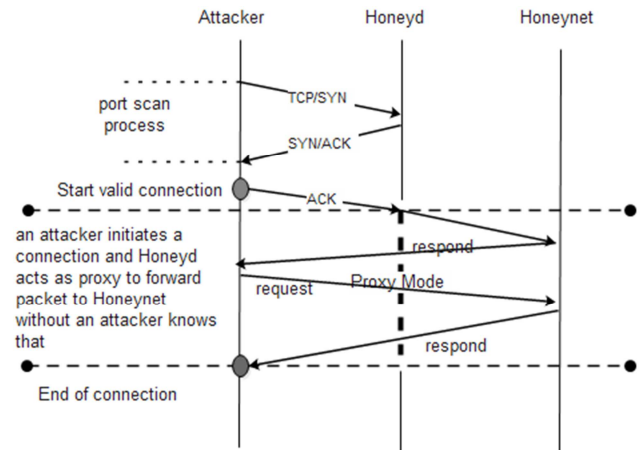 Attacker Honeyd Honeynet
TCP/SYN
port scan
process
SYN/ACK
Start valid connection
ACK
an attacker initiates a
connection and Honeyd
acts as proxy to forward
packet to Honeynet
without an attacker knows
that
respond
request
Proxy Mode
respond
End of connection